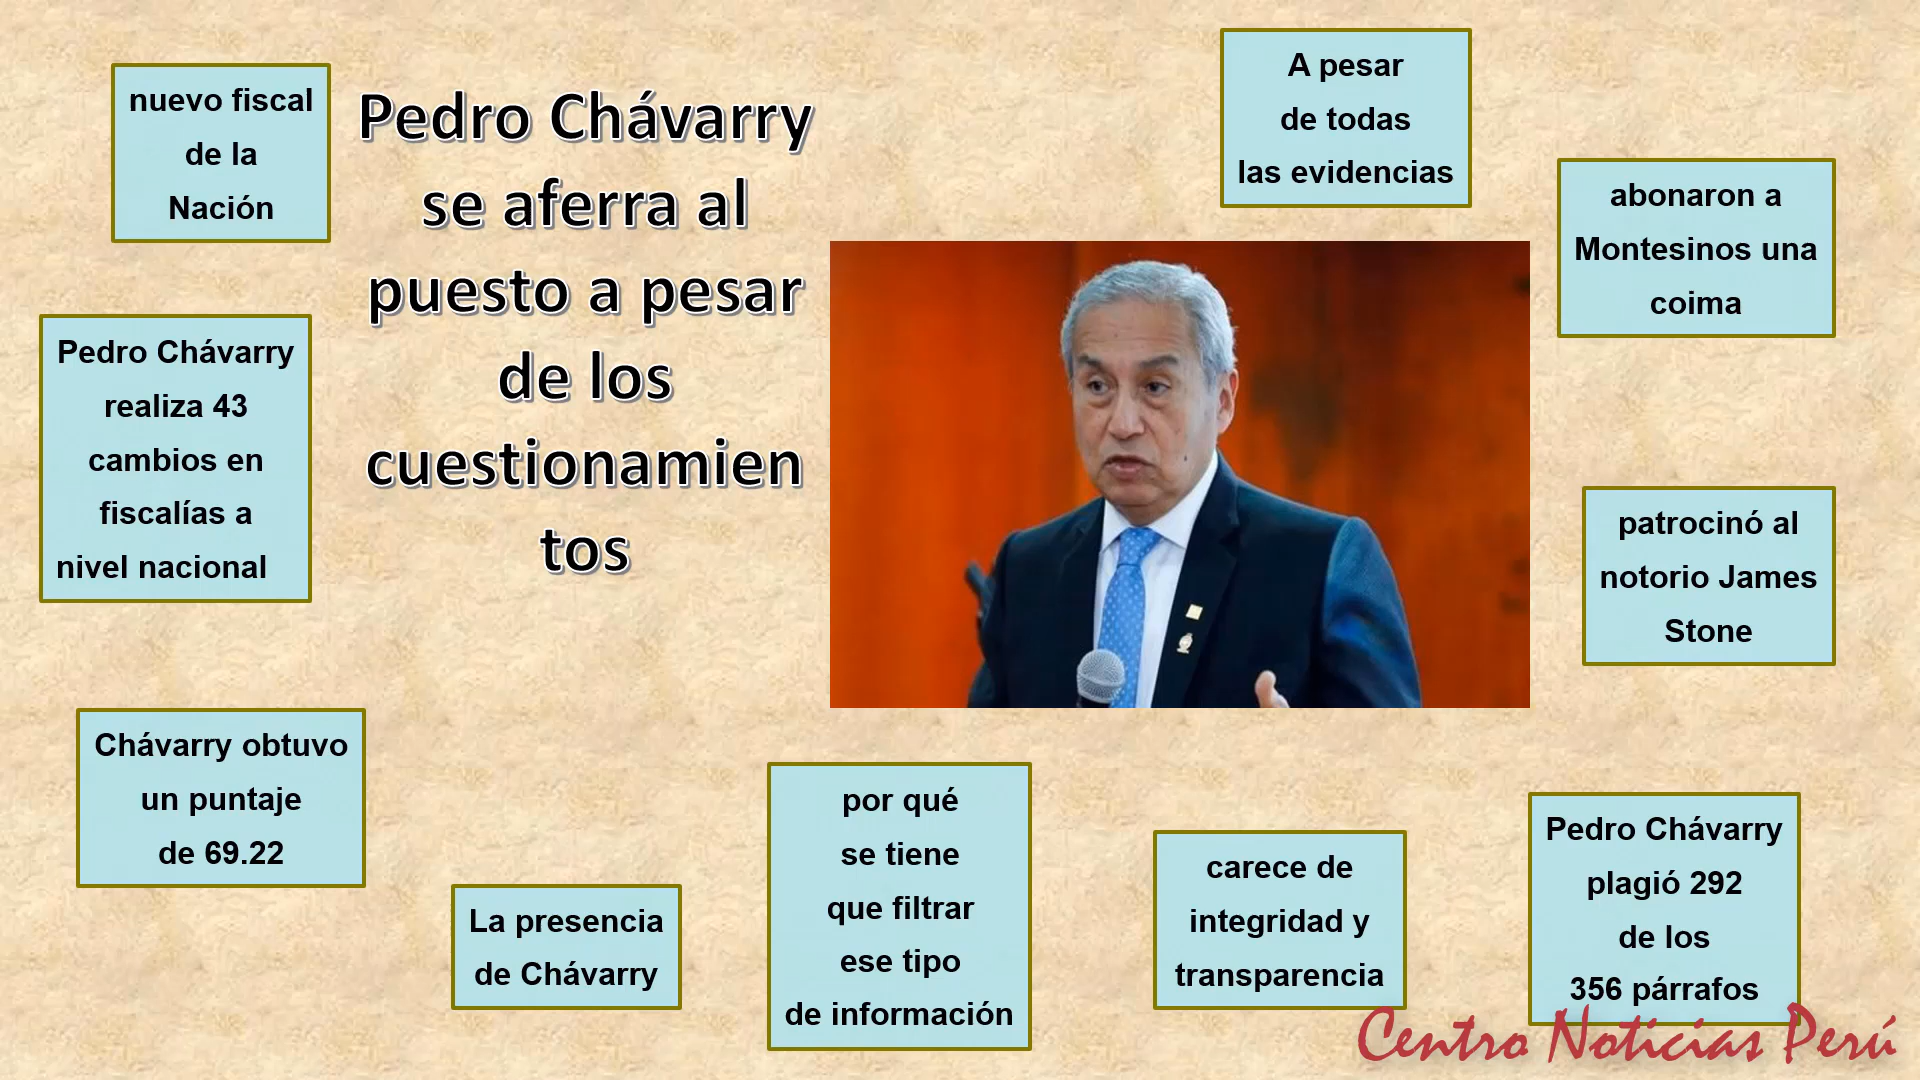 nuevo fiscal
de la
Nación
Pedro Chávarry
se aferra al
puesto a pesar
de los
cuestionamien
tos
A pesar
de todas
las evidencias
abonaron a
Montesinos una
coima
Pedro Chávarry
realiza 43
cambios en
fiscalías a
nivel nacional
patrocinó al
notorio James
Stone
Chávarry obtuvo
un puntaje
de 69.22
La presencia
de Chávarry
por qué
se tiene
que filtrar
ese tipo
de información
carece de
integridad y
transparencia
Pedro Chávarry
plagió 292
de los
356 párrafos
Centro Noticias Perú